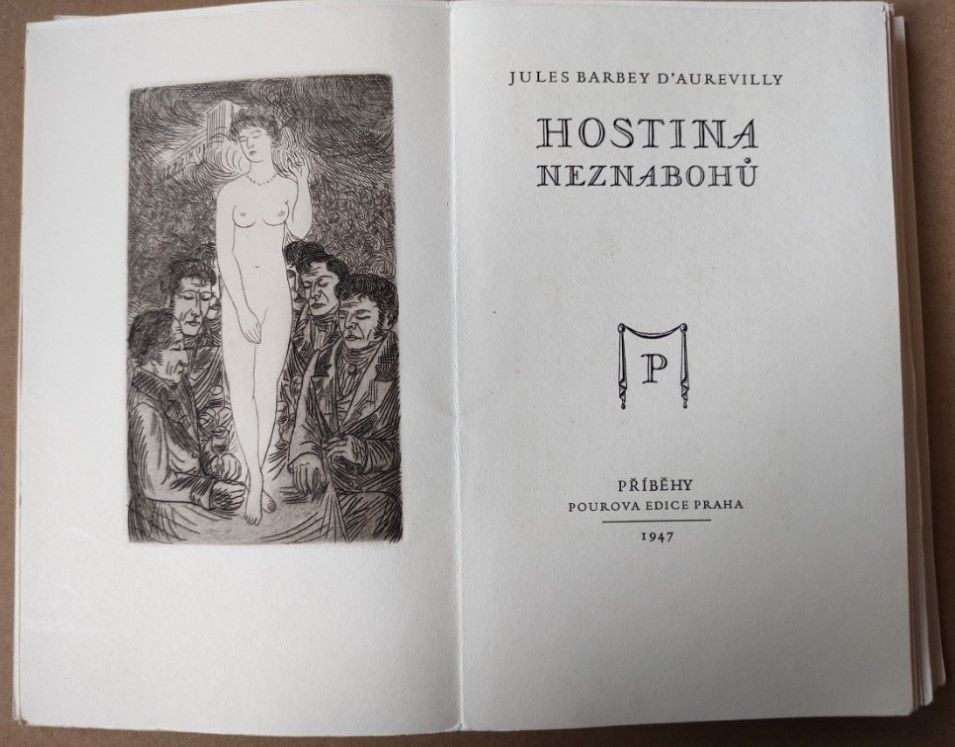 JULES BARBEY D'AUREVILLY
HOSTINA
NEZNABOHŮ
P
PŘÍBĚHY
POUROVA EDICE PRAHA
1947